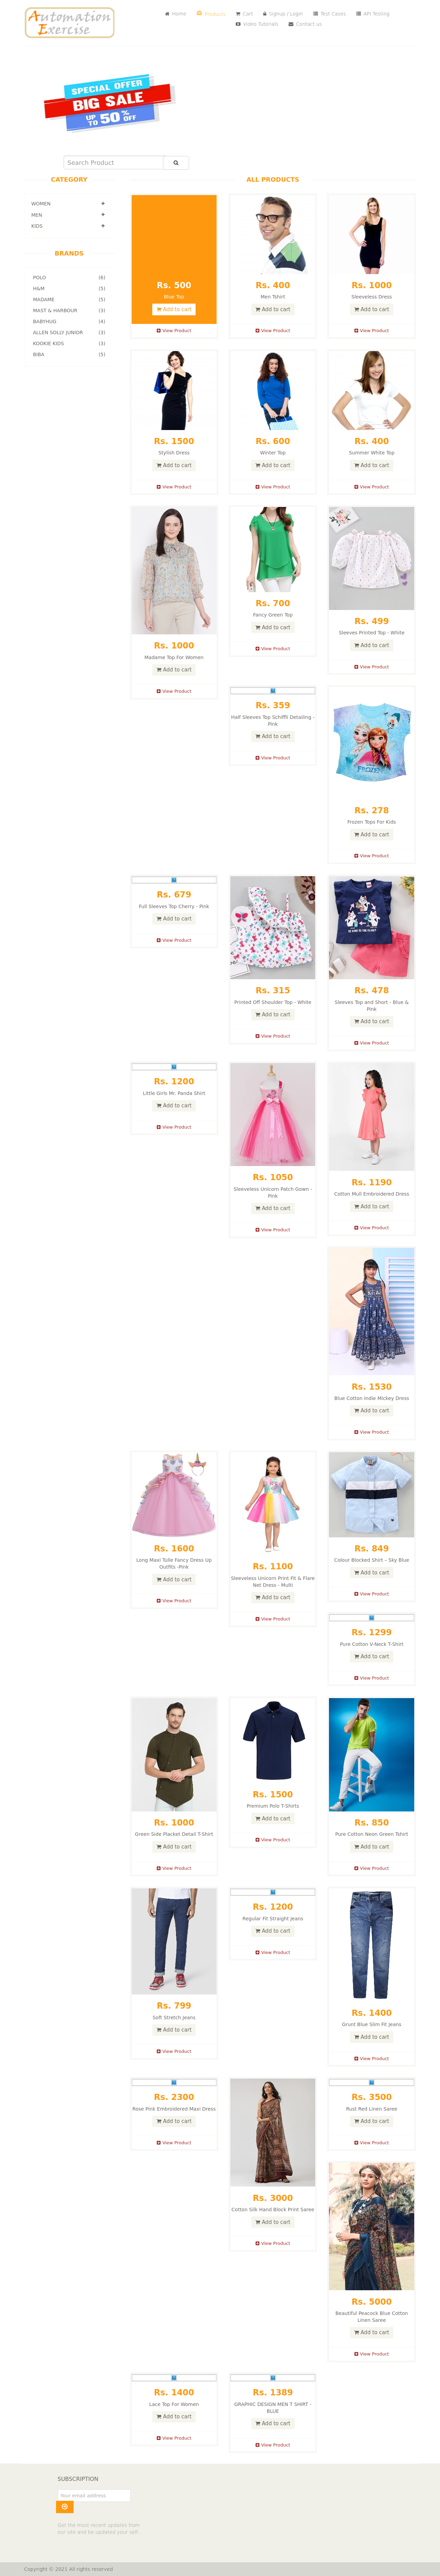 Automation Exercise
Home
Products
Cart
Signup / Login
Test Cases
API Testing
Video Tutorials
Contact us
SPECIAL OFFER
BIG SALE
UP TO 50% OFF
Search Product
CATEGORY
WOMEN
MEN
KIDS
BRANDS
POLO (6)
H&M (5)
MADAME (5)
MAST & HARBOUR (3)
BABYHUG (4)
ALLEN SOLLY JUNIOR (3)
KOOKIE KIDS (3)
BIBA (5)
ALL PRODUCTS
Rs. 500
Blue Top
Add to cart
View Product
Rs. 400
Men Tshirt
Add to cart
View Product
Rs. 1000
Sleeveless Dress
Add to cart
View Product
Rs. 1500
Stylish Dress
Add to cart
View Product
Rs. 600
Winter Top
Add to cart
View Product
Rs. 400
Summer White Top
Add to cart
View Product
Rs. 1000
Madame Top For Women
Add to cart
View Product
Rs. 700
Fancy Green Top
Add to cart
View Product
Rs. 499
Sleeves Printed Top - White
Add to cart
View Product
Rs. 359
Half Sleeves Top Schiffli Detailing -
Pink
Add to cart
View Product
FROZEN
Rs. 278
Frozen Tops For Kids
Add to cart
View Product
Rs. 679
Full Sleeves Top Cherry - Pink
Add to cart
View Product
Rs. 315
Printed Off Shoulder Top - White
Add to cart
View Product
Rs. 478
Sleeves Top and Short - Blue &
Pink
Add to cart
View Product
Rs. 1200
Little Girls Mr. Panda Shirt
Add to cart
View Product
Rs. 1050
Sleeveless Unicorn Patch Gown -
Pink
Add to cart
View Product
Rs. 1190
Cotton Mull Embroidered Dress
Add to cart
View Product
Rs. 1530
Blue Cotton Indie Mickey Dress
Add to cart
View Product
Rs. 1600
Long Maxi Tulle Fancy Dress Up
Outfits -Pink
Add to cart
View Product
Rs. 1100
Sleeveless Unicorn Print Fit & Flare
Net Dress - Multi
Add to cart
View Product
Rs. 849
Colour Blocked Shirt – Sky Blue
Add to cart
View Product
Rs. 1299
Pure Cotton V-Neck T-Shirt
Add to cart
View Product
Rs. 1000
Green Side Placket Detail T-Shirt
Add to cart
View Product
Rs. 1500
Premium Polo T-Shirts
Add to cart
View Product
Rs. 850
Pure Cotton Neon Green Tshirt
Add to cart
View Product
Rs. 799
Soft Stretch Jeans
Add to cart
View Product
Rs. 1200
Regular Fit Straight Jeans
Add to cart
View Product
Rs. 1400
Grunt Blue Slim Fit Jeans
Add to cart
View Product
Rs. 2300
Rose Pink Embroidered Maxi Dress
Add to cart
View Product
Rs. 3000
Cotton Silk Hand Block Print Saree
Add to cart
View Product
Rs. 3500
Rust Red Linen Saree
Add to cart
View Product
Rs. 5000
Beautiful Peacock Blue Cotton
Linen Saree
Add to cart
View Product
Rs. 1400
Lace Top For Women
Add to cart
View Product
Rs. 1389
GRAPHIC DESIGN MEN T SHIRT -
BLUE
Add to cart
View Product
SUBSCRIPTION
Your email address
Get the most recent updates from
our site and be updated your self...
Copyright © 2021 All rights reserved